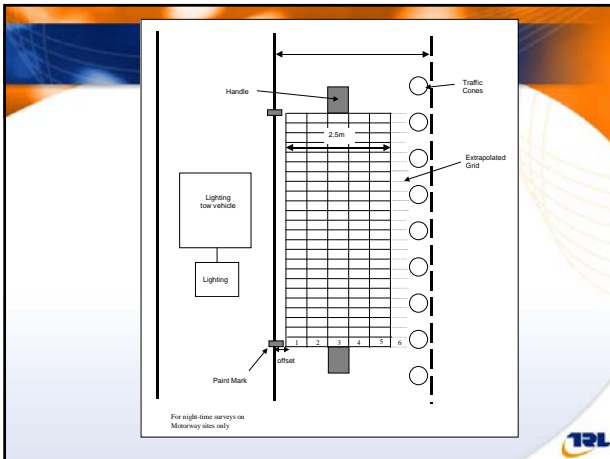 Handle
Traffic
Cones
2.5m
Extrapolated
Grid
Lighting
tow vehicle
Lighting
1 2 3 4 5 6
offset
Paint Mark
For night-time surveys on
Motorway sites only
TRL